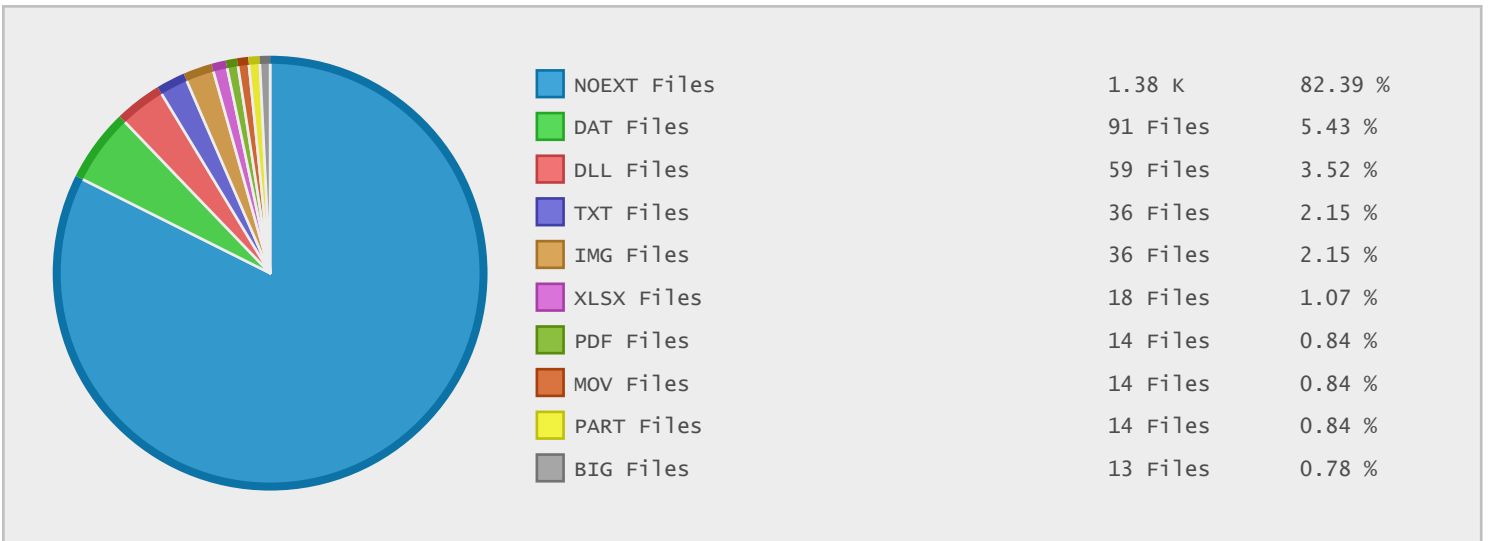 NOEXT Files 1.38 K 82.39 %
DAT Files 91 Files 5.43 %
DLL Files 59 Files 3.52 %
TXT Files 36 Files 2.15 %
IMG Files 36 Files 2.15 %
XLSX Files 18 Files 1.07 %
PDF Files 14 Files 0.84 %
MOV Files 14 Files 0.84 %
PART Files 14 Files 0.84 %
BIG Files 13 Files 0.78 %